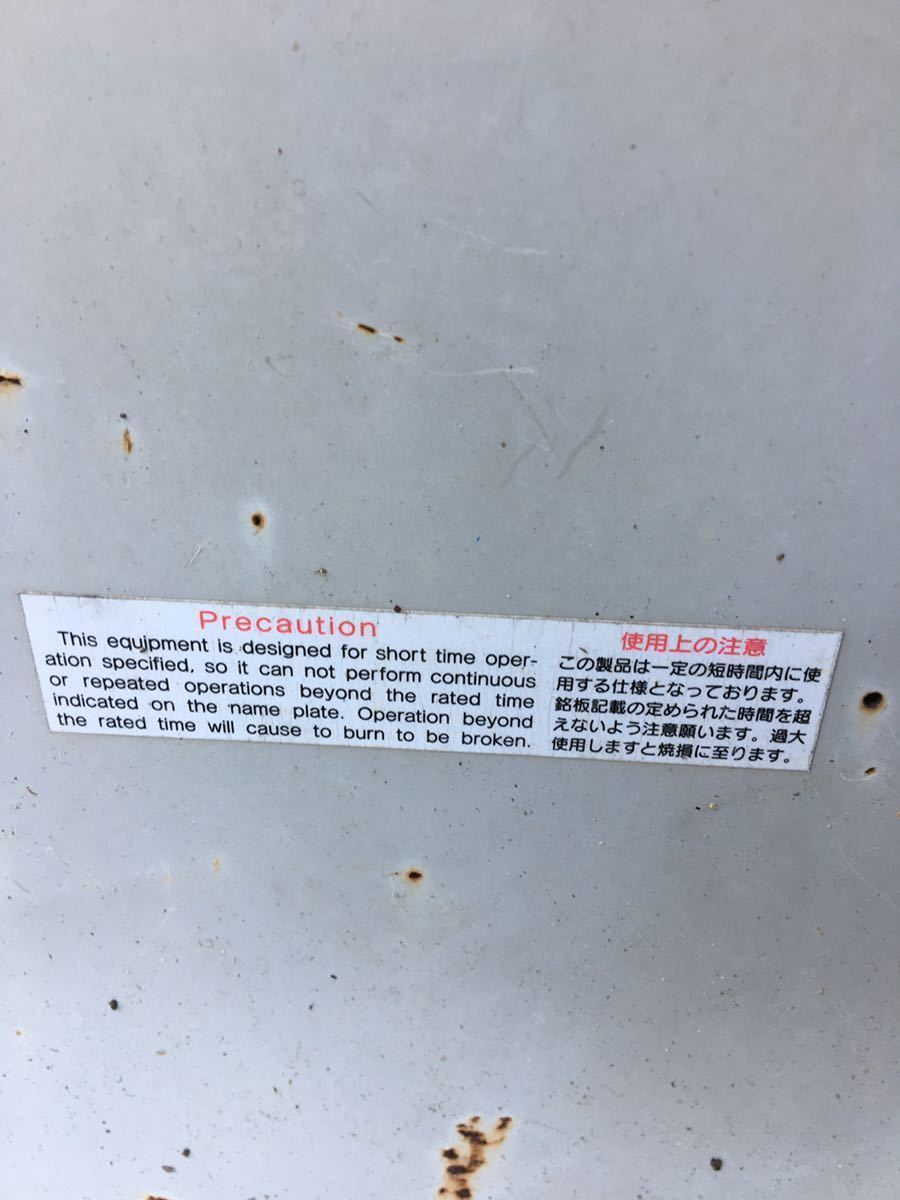 Precaution
This equipment is designed for short time oper-
ation specified, so it can not perform continuous
or repeated operations beyond the rated time
indicated on the name plate. Operation beyond
the rated time will cause to burn to be broken.
使用上の注意
この製品は一定の短時間内に使
用する仕様となっております。
銘板記載の定められた時間を超
えないよう注意願います。過大
使用しますと焼損に至ります。